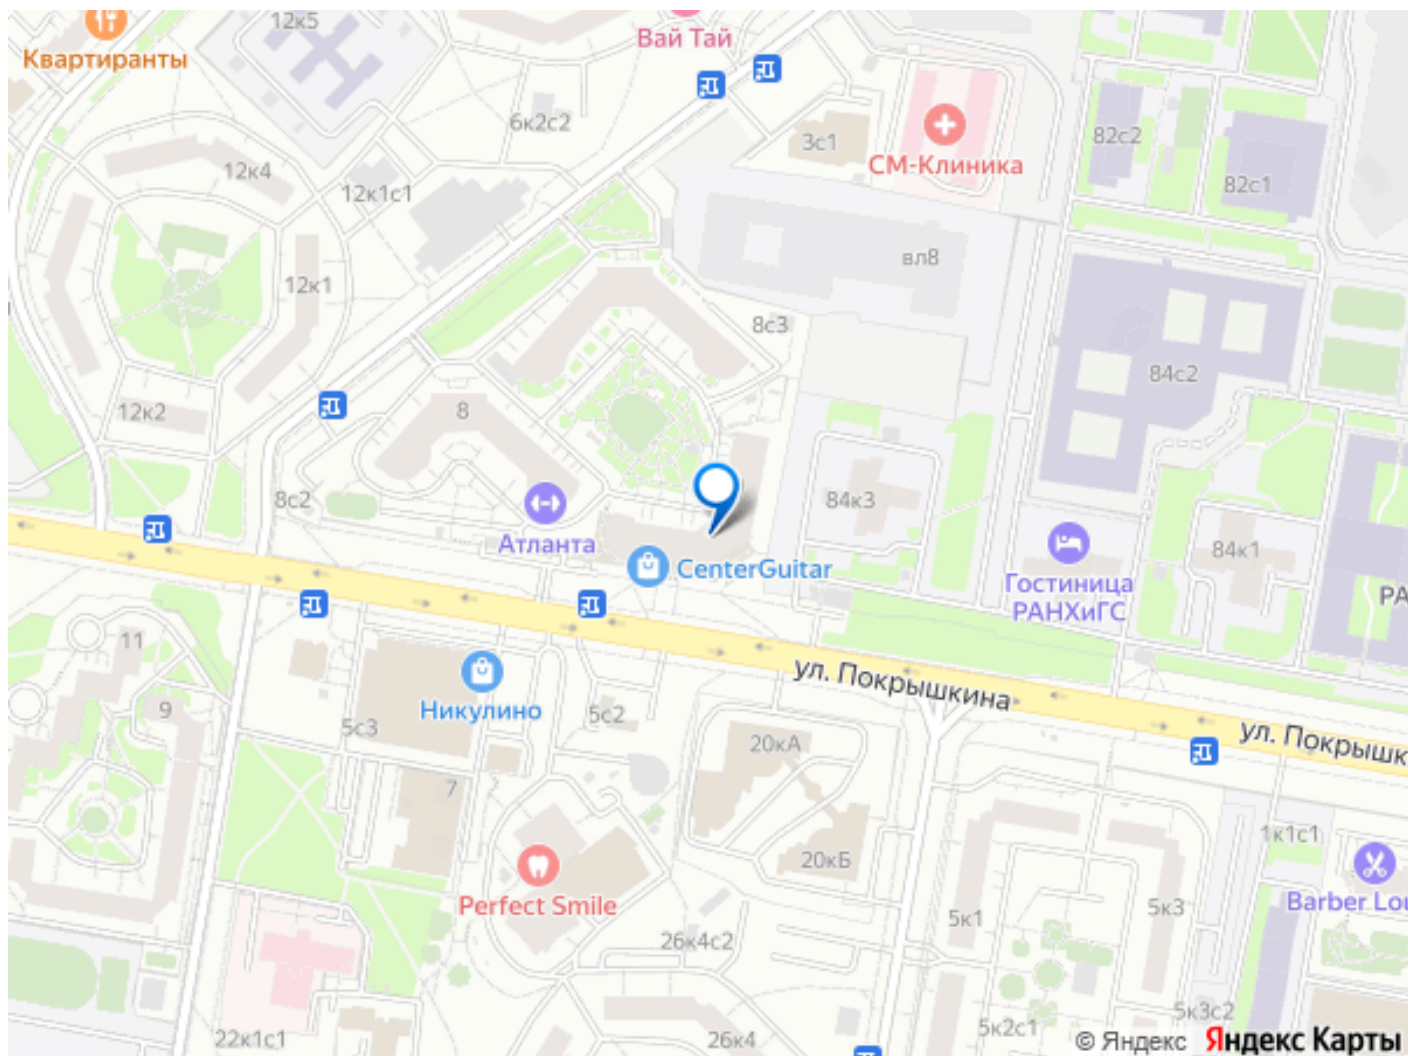 12к5
Вай Тай
Квартиранты
6к2с2
3с1
СМ-Клиника
82с2
82с1
12к4
12к1с1
вл8
12к1
8с3
84с2
12к2
8
8с2
Атланта
84к3
CenterGuitar
84к1
Гостиница
РАНХиГС
РА
11
9
5с3
Никулино
5с2
ул. Покрышкина
ул. Покрышк
20кА
7
20кБ
1к1с1
Perfect Smile
Barber Lou
5к1
5к3
26к4с2
22к1с1
26к4
5к2с1
5к3с2
© Яндекс Яндекс Карты